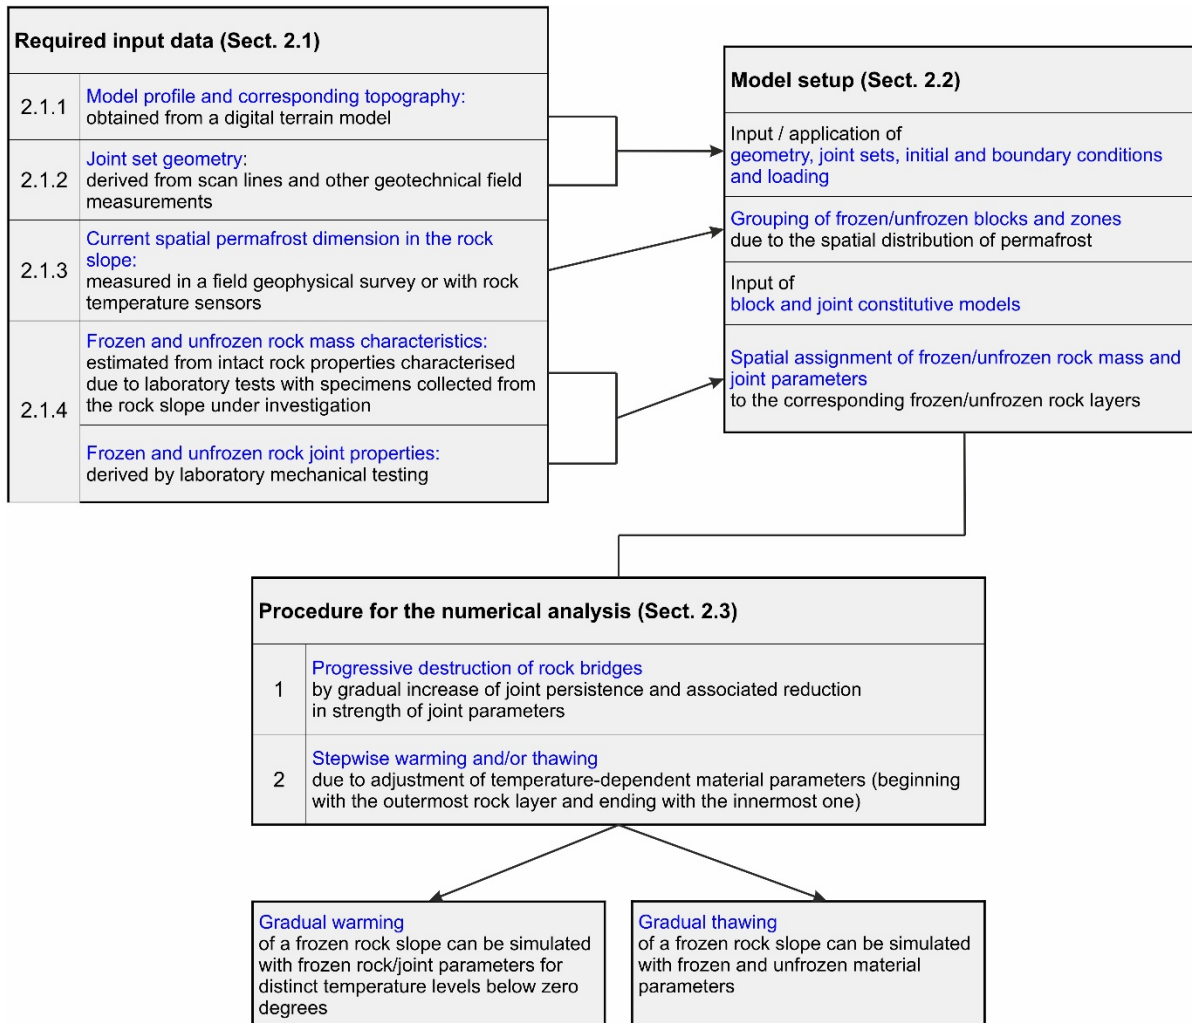 Required input data (Sect. 2.1)
2.1.1
Model profile and corresponding topography:
obtained from a digital terrain model
2.1.2
Joint set geometry:
derived from scan lines and other geotechnical field
measurements
2.1.3
Current spatial permafrost dimension in the rock
slope:
measured in a field geophysical survey or with rock
temperature sensors
2.1.4
Frozen and unfrozen rock mass characteristics:
estimated from intact rock properties characterised
due to laboratory tests with specimens collected from
the rock slope under investigation
Frozen and unfrozen rock joint properties:
derived by laboratory mechanical testing
Model setup (Sect. 2.2)
Input / application of
geometry, joint sets, initial and boundary conditions
and loading
Grouping of frozen/unfrozen blocks and zones
due to the spatial distribution of permafrost
Input of
block and joint constitutive models
Spatial assignment of frozen/unfrozen rock mass and
joint parameters
to the corresponding frozen/unfrozen rock layers
Procedure for the numerical analysis (Sect. 2.3)
1
Progressive destruction of rock bridges
by gradual increase of joint persistence and associated reduction
in strength of joint parameters
2
Stepwise warming and/or thawing
due to adjustment of temperature-dependent material parameters (beginning
with the outermost rock layer and ending with the innermost one)
Gradual warming
of a frozen rock slope can be simulated
with frozen rock/joint parameters for
distinct temperature levels below zero
degrees
Gradual thawing
of a frozen rock slope can be simulated
with frozen and unfrozen material
parameters